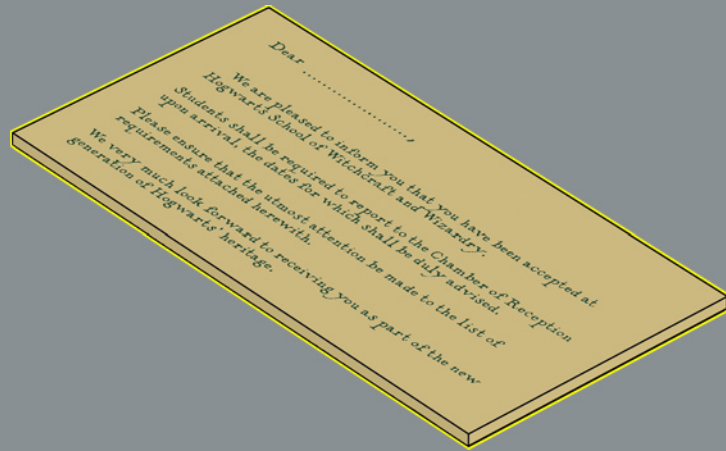 Dear ......................,
We are pleased to inform you that you have been accepted at
Hogwarts School of Witchcraft and Wizardry.
Students shall be required to report to the Chamber of Reception
upon arrival, the dates for which shall be duly advised.
Please ensure that the utmost attention be made to the list of
requirements attached herewith.
We very much look forward to receiving you as part of the new
generation of Hogwarts' heritage.